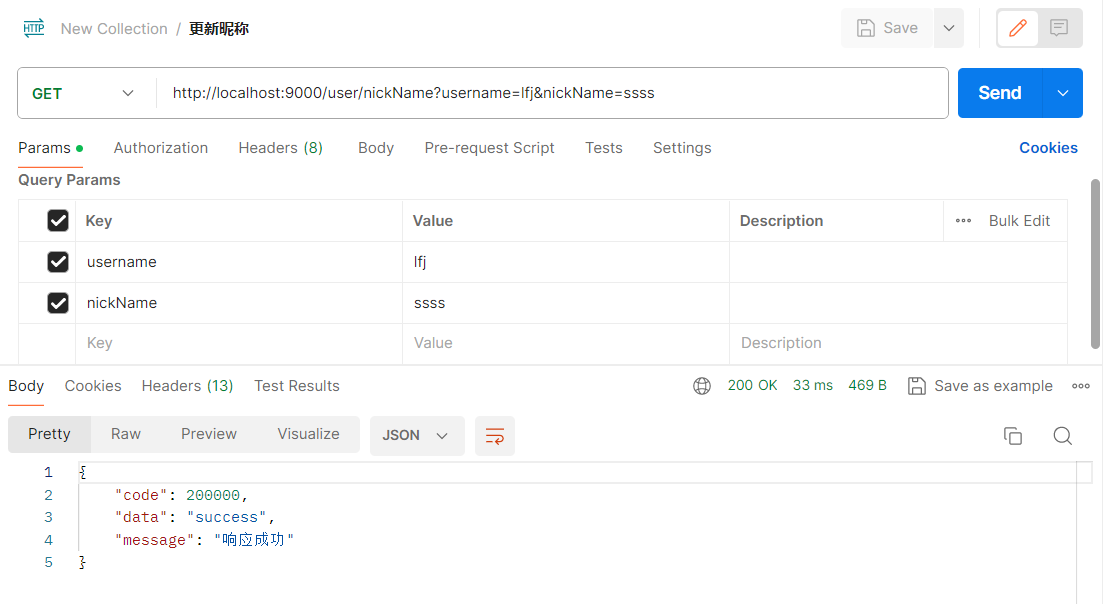 HTTP New Collection / 更新昵称 Save
GET http://localhost:9000/user/nickName?username=lfj&nickName=ssss Send
Params Authorization Headers (8) Body Pre-request Script Tests Settings Cookies
Query Params
Key Value Description Bulk Edit
username lfj
nickName ssss
Key Value Description
Body Cookies Headers (13) Test Results 200 OK 33 ms 469 B Save as example
Pretty Raw Preview Visualize JSON
1 {
2 "code": 200000,
3 "data": "success",
4 "message": "响应成功"
5 }